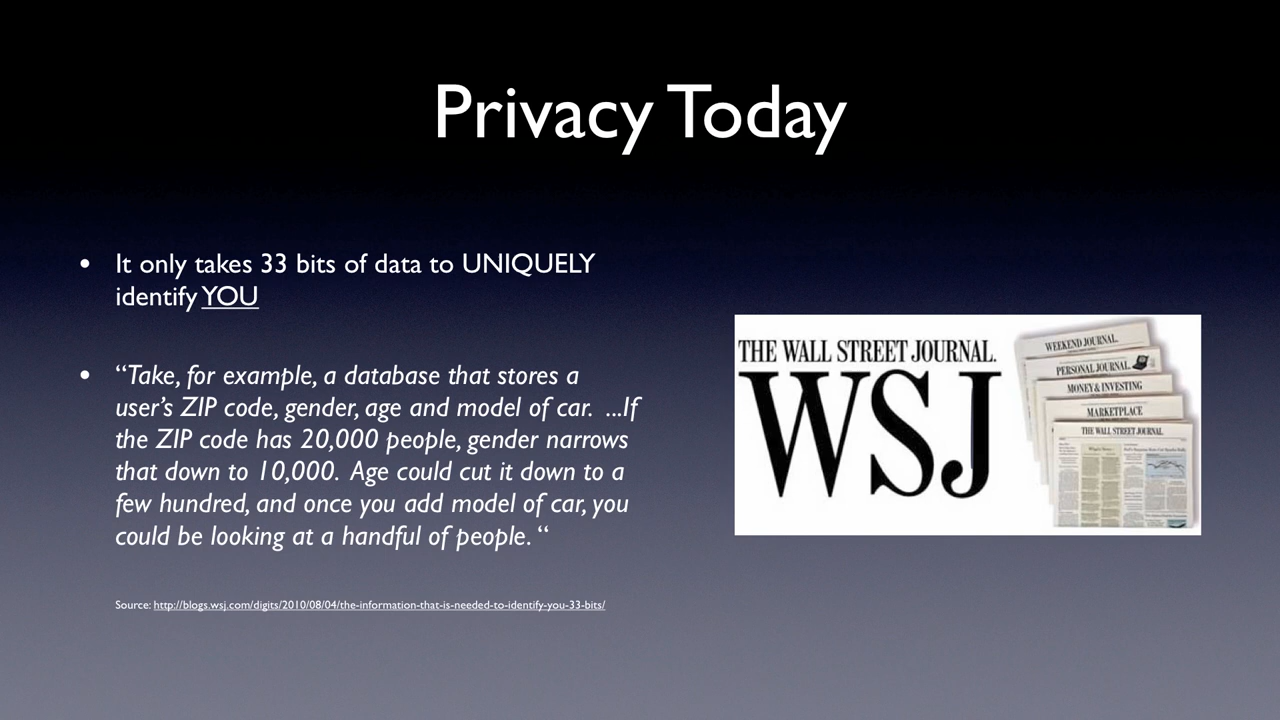 Privacy Today
• It only takes 33 bits of data to UNIQUELY
identify YOU
• “Take, for example, a database that stores a
user’s ZIP code, gender, age and model of car.  ...If
the ZIP code has 20,000 people, gender narrows
that down to 10,000.  Age could cut it down to a
few hundred, and once you add model of car, you
could be looking at a handful of people. “
Source: http://blogs.wsj.com/digits/2010/08/04/the-information-that-is-needed-to-identify-you-33-bits/
THE WALL STREET JOURNAL.
WSJ
WEEKEND JOURNAL.
PERSONAL JOURNAL
MONEY & INVESTING
MARKETPLACE
THE WALL STREET JOURNAL.